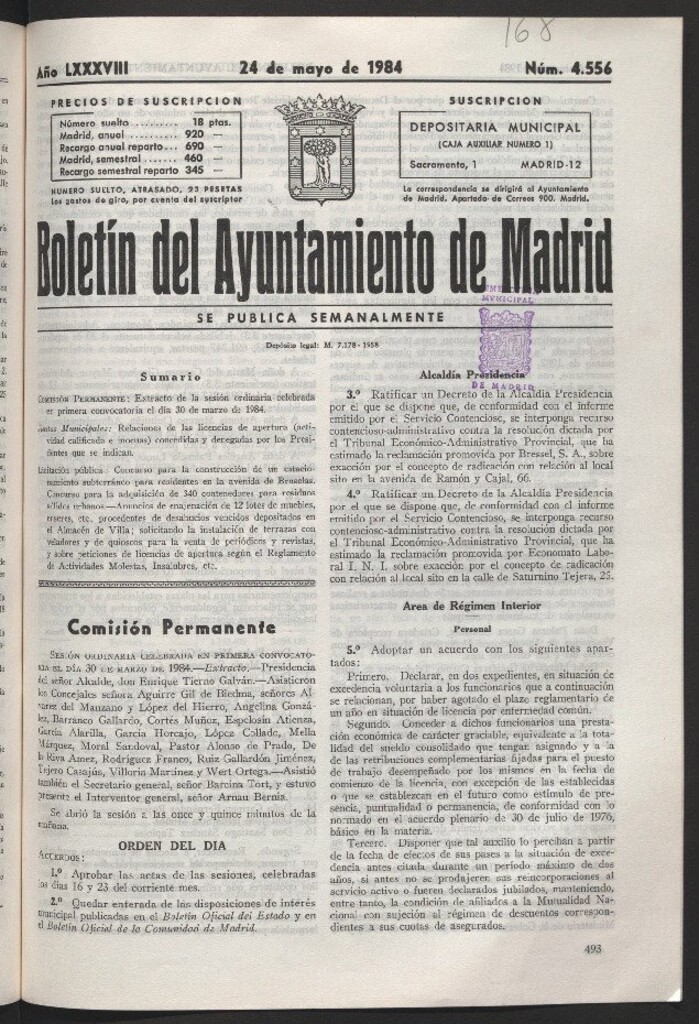 168
Año LXXXVIII 24 de mayo de 1984 Núm. 4.556
PRECIOS DE SUSCRIPCION
Número suelto .......... 18 ptas.
Madrid, anual .......... 920 —
Recargo anual reparto... 690 —
Madrid, semestral ....... 460 —
Recargo semestral reparto 345 —
NUMERO SUELTO, ATRASADO, 23 PESETAS
Los gastos de giro, por cuenta del suscriptor
SUSCRIPCION
DEPOSITARIA MUNICIPAL
(CAJA AUXILIAR NUMERO 1)
Sacramento, 1 MADRID-12
La correspondencia se dirigirá al Ayuntamiento
de Madrid. Apartado de Correos 900. Madrid.
Boletín del Ayuntamiento de Madrid
SE PUBLICA SEMANALMENTE
MUNICIPAL
DE MADRID
Depósito legal: M. 7.178 - 1958
Sumario
COMISIÓN PERMANENTE: Extracto de la sesión ordinaria celebrada
en primera convocatoria el día 30 de marzo de 1984.
Juntas Municipales: Relaciones de las licencias de apertura (acti-
vidad calificada e inocuas) concedidas y denegadas por los Presi-
dentes que se indican.
Licitación pública: Concurso para la construcción de un estacio-
namiento subterráneo para residentes en la avenida de Bruselas.
Concurso para la adquisición de 340 contenedores para residuos
sólidos urbanos.—Anuncios de enajenación de 12 lotes de muebles,
enseres, etc. procedentes de desahucios vencidos depositados en
el Almacén de Villa; solicitando la instalación de terrazas con
veladores y de quioscos para la venta de periódicos y revistas,
y sobre peticiones de licencias de apertura según el Reglamento
de Actividades Molestas, Insalubres, etc.
Comisión Permanente
SESIÓN ORDINARIA CELEBRADA EN PRIMERA CONVOCATO-
RIA EL DÍA 30 DE MARZO DE 1984.—Extracto.—Presidencia
del señor Alcalde, don Enrique Tierno Galván.—Asistieron
los Concejales señora Aguirre Gil de Biedma, señores Al-
varez del Manzano y López del Hierro, Angelina Gonzá-
lez, Barranco Gallardo, Cortés Muñoz, Espelosín Atienza,
García Alarilla, García Horcajo, López Collado, Mella
Márquez, Moral Sandoval, Pastor Alonso de Prado, De
la Riva Amez, Rodríguez Franco, Ruiz Gallardón Jiménez,
Tejero Casajús, Villoria Martínez y Wert Ortega.—Asistió
también el Secretario general, señor Barcina Tort, y estuvo
presente el Interventor general, señor Arnau Bernia.
Se abrió la sesión a las once y quince minutos de la
mañana.
ORDEN DEL DIA
ACUERDOS:
1.º Aprobar las actas de las sesiones, celebradas
los días 16 y 23 del corriente mes.
2.º Quedar enterada de las disposiciones de interés
municipal publicadas en el Boletín Oficial del Estado y en
el Boletín Oficial de la Comunidad de Madrid.
Alcaldía Presidencia
3.º Ratificar un Decreto de la Alcaldía Presidencia
por el que se dispone que, de conformidad con el informe
emitido por el Servicio Contencioso, se interponga recurso
contencioso-administrativo contra la resolución dictada por
el Tribunal Económico-Administrativo Provincial, que ha
estimado la reclamación promovida por Bressel, S. A., sobre
exacción por el concepto de radicación con relación al local
sito en la avenida de Ramón y Cajal, 66.
4.º Ratificar un Decreto de la Alcaldía Presidencia
por el que se dispone que, de conformidad con el informe
emitido por el Servicio Contencioso, se interponga recurso
contencioso-administrativo contra la resolución dictada por
el Tribunal Económico-Administrativo Provincial, que ha
estimado la reclamación promovida por Economato Labo-
ral I. N. I. sobre exacción por el concepto de radicación
con relación al local sito en la calle de Saturnino Tejera, 25.
Area de Régimen Interior
Personal
5.º Adoptar un acuerdo con los siguientes apar-
tados:
Primero. Declarar, en dos expedientes, en situación de
excedencia voluntaria a los funcionarios que a continuación
se relacionan, por haber agotado el plazo reglamentario de
un año en situación de licencia por enfermedad común.
Segundo. Conceder a dichos funcionarios una presta-
ción económica de carácter graciable, equivalente a la to-
talidad del sueldo consolidado que tengan asignado y a la
de las retribuciones complementarias fijadas para el puesto
de trabajo desempeñado por los mismos en la fecha de
comienzo de la licencia, con excepción de las establecidas
o que se establezcan en el futuro como estímulo de pre-
sencia, puntualidad o permanencia, de conformidad con lo
normado en el acuerdo plenario de 30 de julio de 1976,
básico en la materia.
Tercero. Disponer que tal auxilio lo perciban a partir
de la fecha de efectos de sus pases a la situación de exce-
dencia antes citada durante un período máximo de dos
años, si antes no se produjeran sus reincorporaciones al
servicio activo o fueren declarados jubilados, manteniendo,
entre tanto, la condición de afiliados a la Mutualidad Na-
cional con sujeción al régimen de descuentos correspon-
dientes a sus cuotas de asegurados.
493